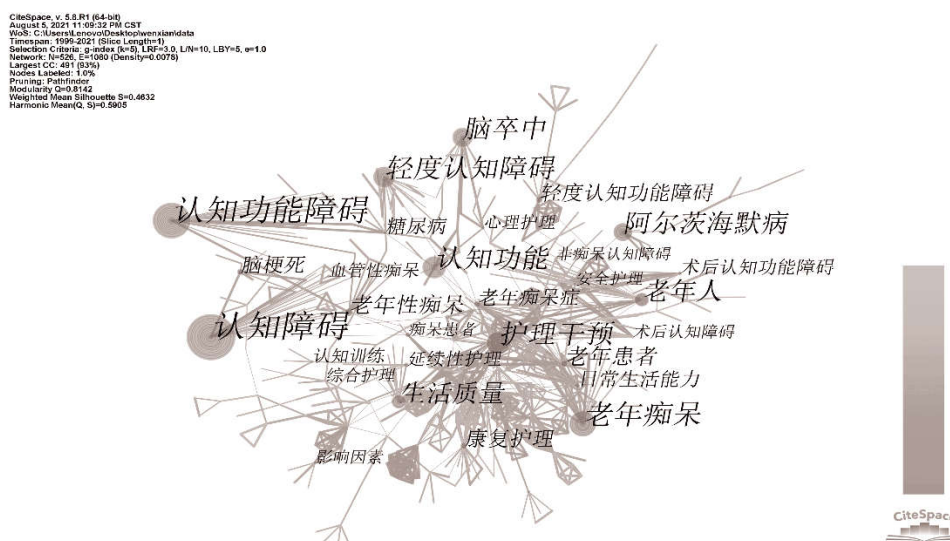 CiteSpace, v. 5.8.R1 (64-bit)
August 5, 2021 11:09:32 PM CST
WoS: C:\Users\Lenovo\Desktop\wenxian\data
Timespan: 1999-2021 (Slice Length=1)
Selection Criteria: g-index (k=5), LRF=3.0, L/N=10, LBY=5, e=1.0
Network: N=526, E=1080 (Density=0.0078)
Largest CC: 491 (93%)
Nodes Labeled: 1.0%
Pruning: Pathfinder
Modularity Q=0.8142
Weighted Mean Silhouette S=0.4632
Harmonic Mean(Q, S)=0.5905
脑卒中
轻度认知障碍
轻度认知功能障碍
认知功能障碍
糖尿病
心理护理
阿尔茨海默病
脑梗死
血管性痴呆
认知功能
非痴呆认知障碍
术后认知功能障碍
安全护理
老年人
老年性痴呆
老年痴呆症
认知障碍
痴呆患者
护理干预
术后认知障碍
认知训练
延续性护理
老年患者
综合护理
日常生活能力
生活质量
老年痴呆
康复护理
影响因素
CiteSpac